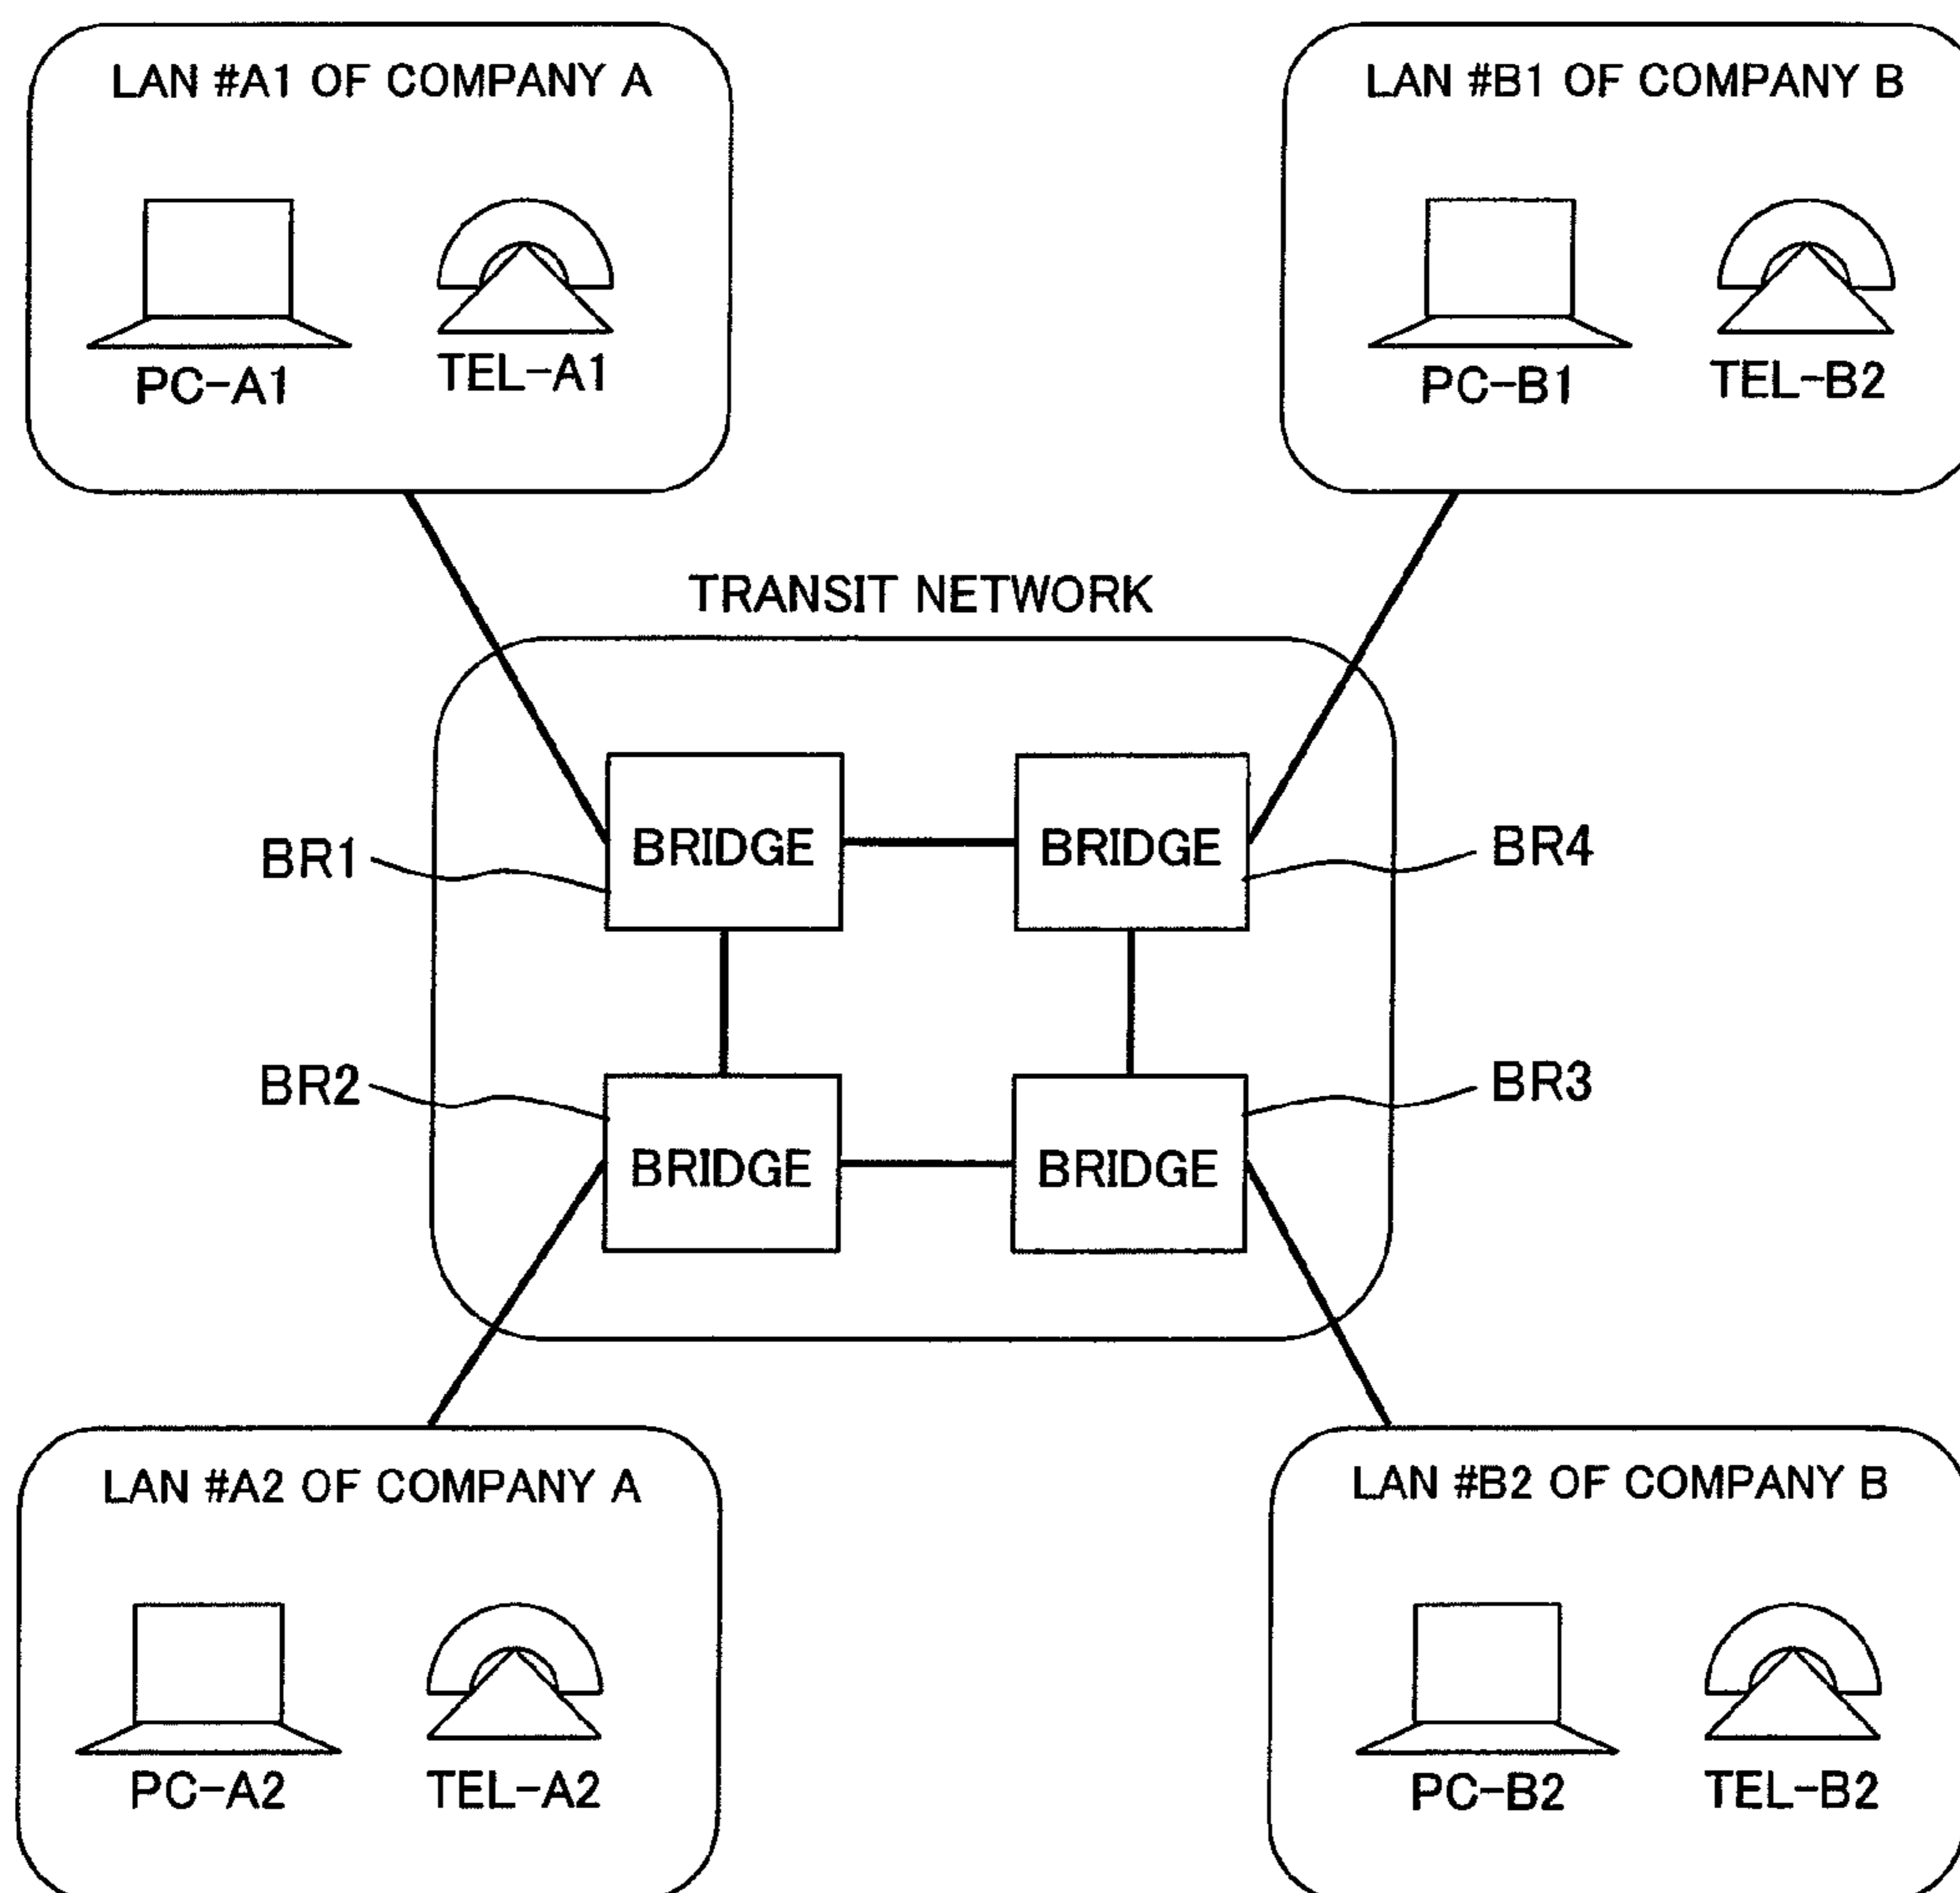 LAN #A1 OF COMPANY A
LAN #B1 OF COMPANY B
PC-A1
TEL-A1
PC-B1
TEL-B2
TRANSIT NETWORK
BR1
BRIDGE
BRIDGE
BR4
BR2
BRIDGE
BRIDGE
BR3
LAN #A2 OF COMPANY A
LAN #B2 OF COMPANY B
PC-A2
TEL-A2
PC-B2
TEL-B2